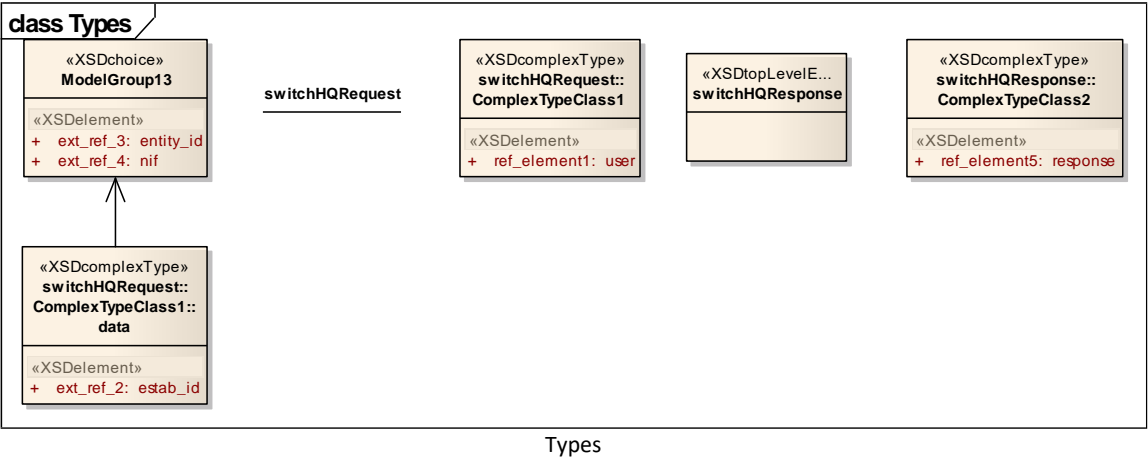 class Types
«XSDchoice»
ModelGroup13
«XSDelement»
+ ext_ref_3: entity_id
+ ext_ref_4: nif
switchHQRequest
«XSDcomplexType»
switchHQRequest::
ComplexTypeClass1
«XSDelement»
+ ref_element1: user
«XSDtopLevelE...
switchHQResponse
«XSDcomplexType»
switchHQResponse::
ComplexTypeClass2
«XSDelement»
+ ref_element5: response
«XSDcomplexType»
switchHQRequest::
ComplexTypeClass1::
data
«XSDelement»
+ ext_ref_2: estab_id
Types